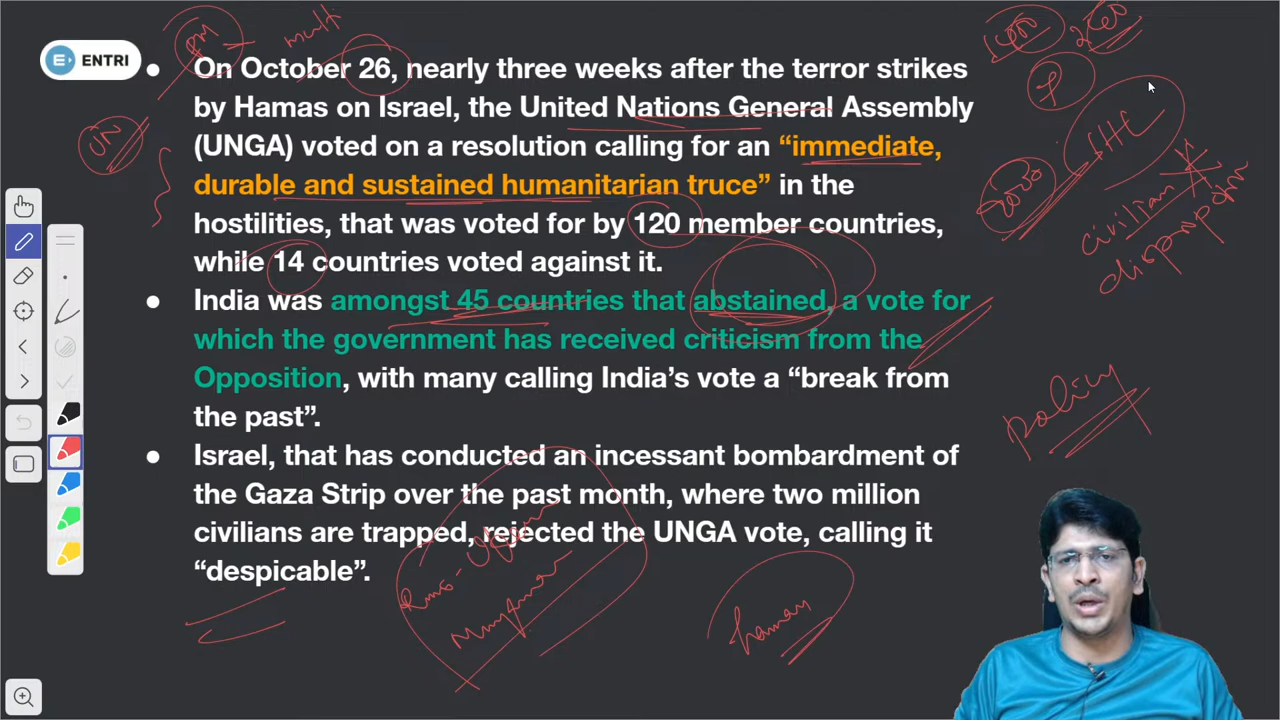 ENTRI
On October 26, nearly three weeks after the terror strikes
by Hamas on Israel, the United Nations General Assembly
(UNGA) voted on a resolution calling for an “immediate,
durable and sustained humanitarian truce” in the
hostilities, that was voted for by 120 member countries,
while 14 countries voted against it.
India was amongst 45 countries that abstained, a vote for
which the government has received criticism from the
Opposition, with many calling India’s vote a “break from
the past”.
Israel, that has conducted an incessant bombardment of
the Gaza Strip over the past month, where two million
civilians are trapped, rejected the UNGA vote, calling it
“despicable”.
civilian
policy